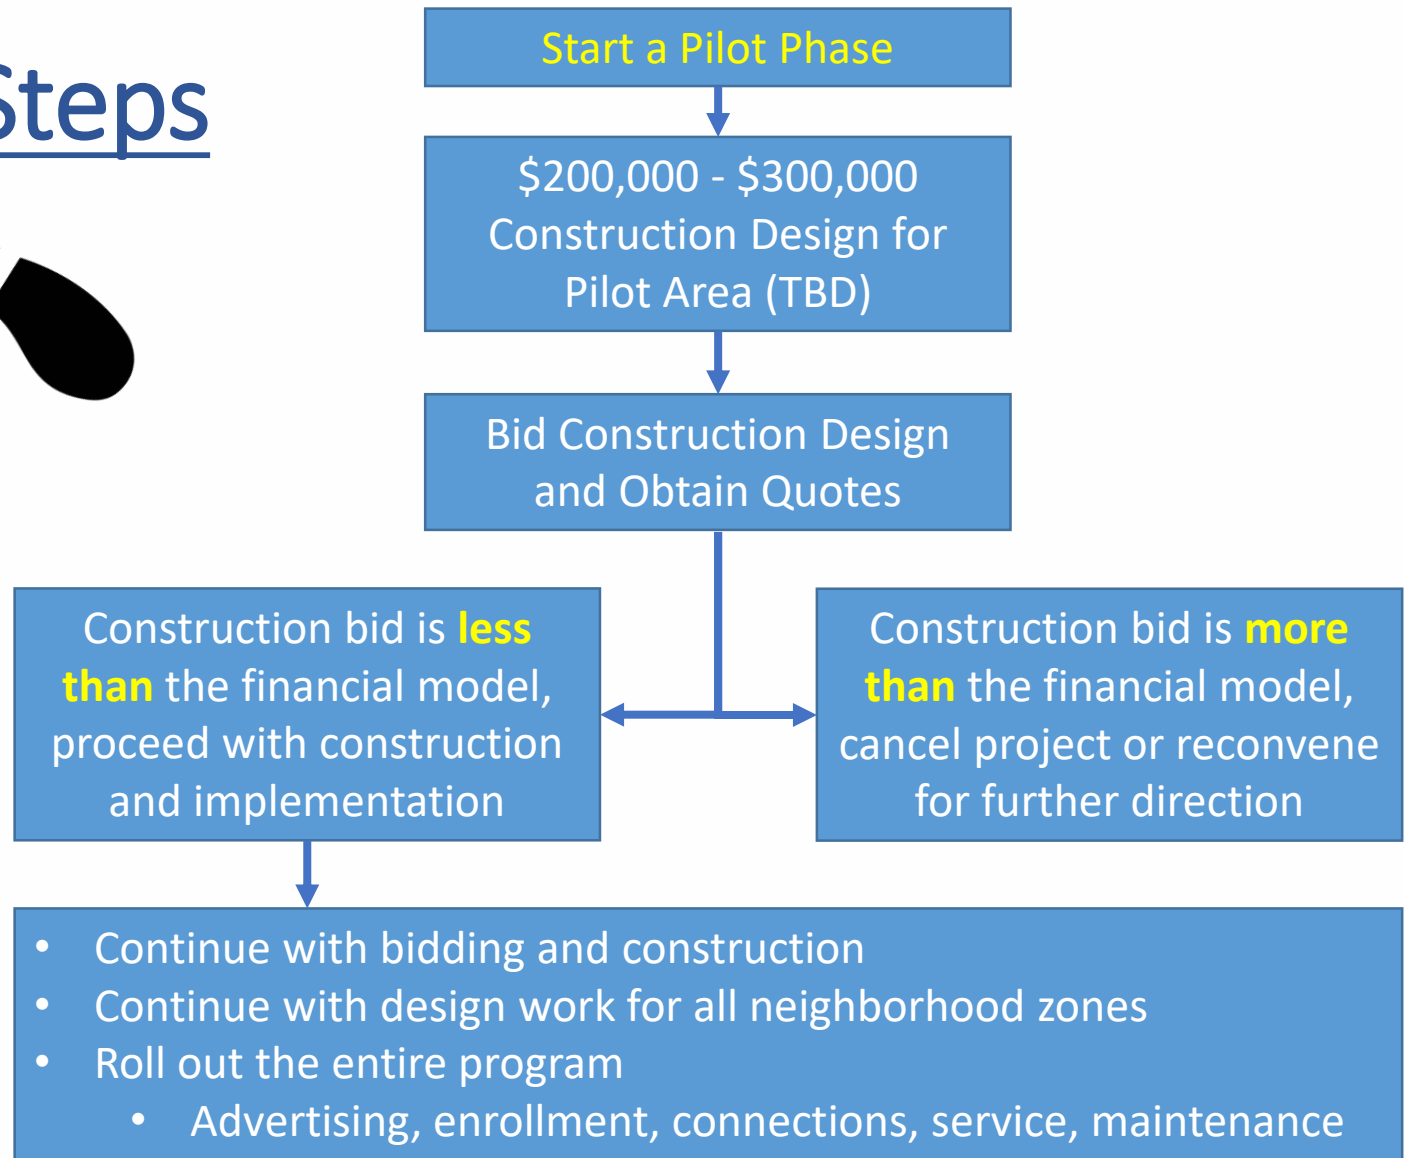 Steps
Start a Pilot Phase
$200,000 - $300,000
Construction Design for
Pilot Area (TBD)
Bid Construction Design
and Obtain Quotes
Construction bid is less
than the financial model,
proceed with construction
and implementation
Construction bid is more
than the financial model,
cancel project or reconvene
for further direction
• Continue with bidding and construction
• Continue with design work for all neighborhood zones
• Roll out the entire program
• Advertising, enrollment, connections, service, maintenance